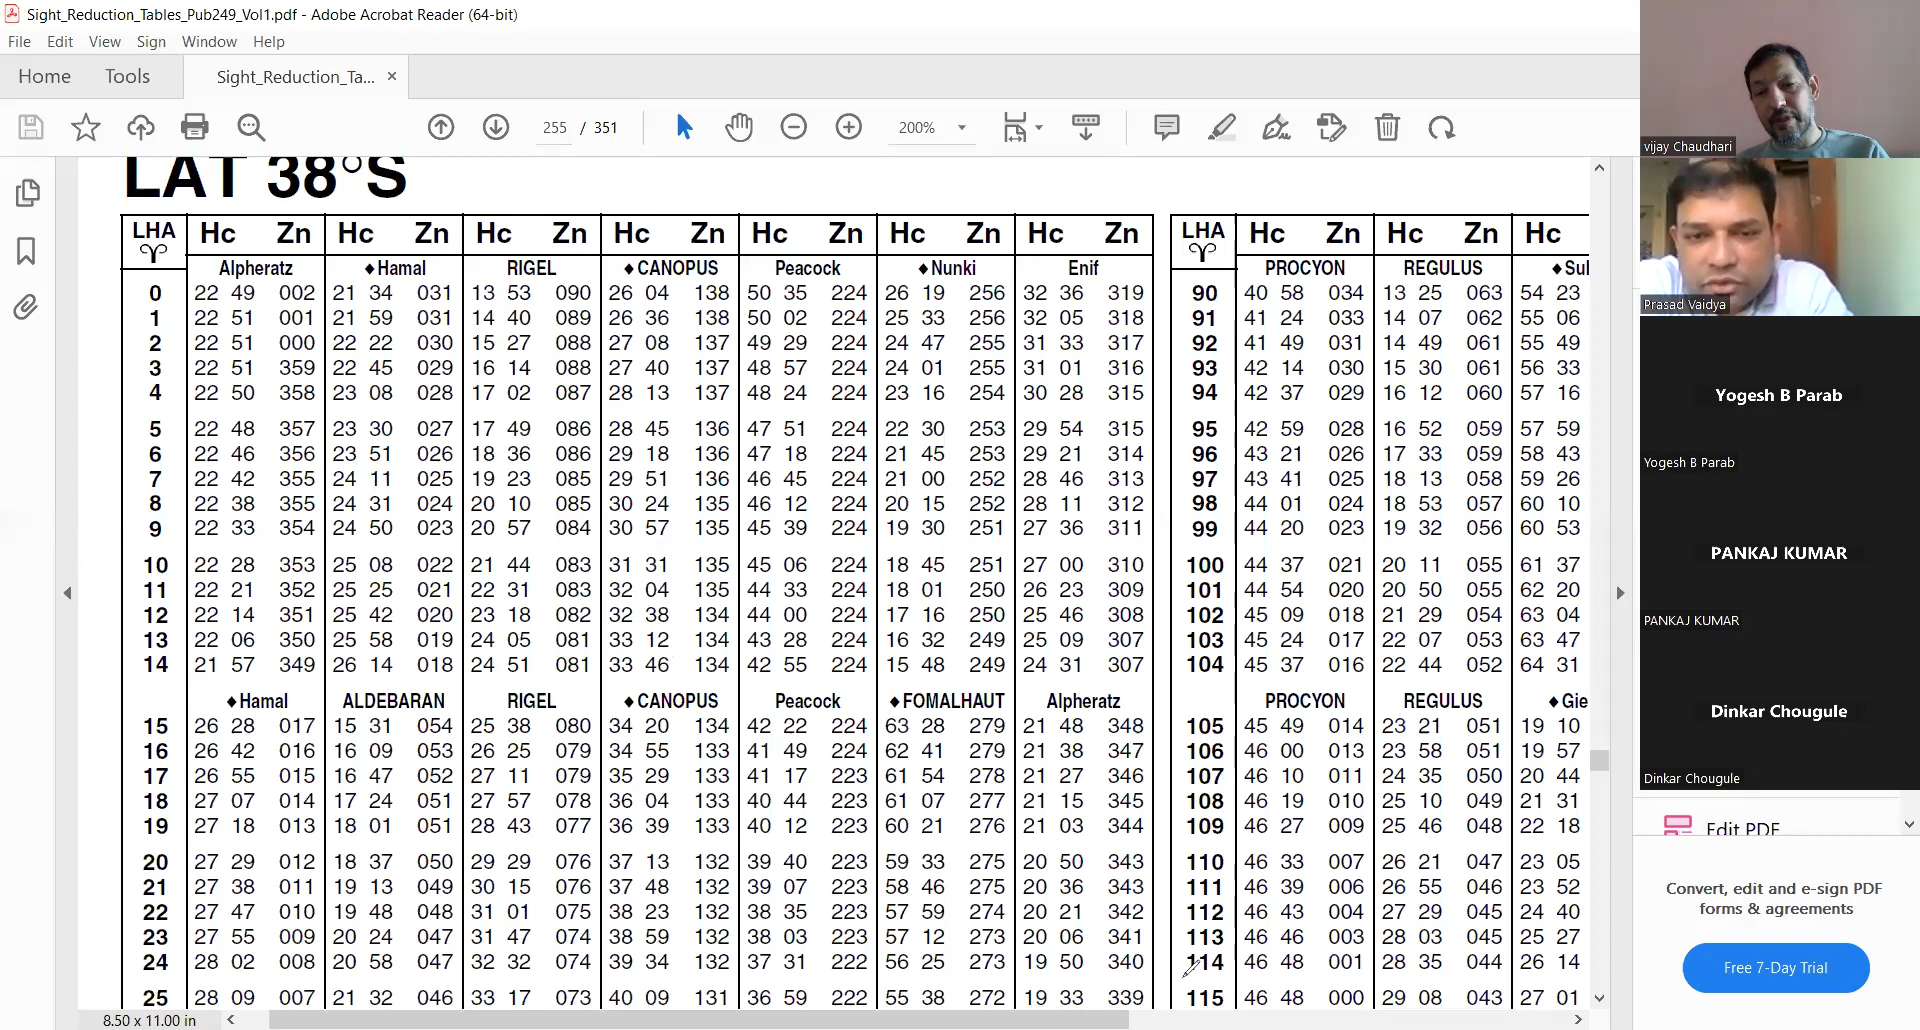 Sight_Reduction_Tables_Pub249_Vol1.pdf - Adobe Acrobat Reader (64-bit)
File Edit View Sign Window Help
Home Tools Sight_Reduction_Ta... ×
255 / 351 200%
LAT 38°S
LHA Hc Zn Hc Zn Hc Zn Hc Zn Hc Zn Hc Zn Hc Zn LHA Hc Zn Hc Zn Hc
♈ ♈
Alpheratz ♦Hamal RIGEL ♦CANOPUS Peacock ♦Nunki Enif PROCYON REGULUS ♦Su
0 22 49 002 21 34 031 13 53 090 26 04 138 50 35 224 26 19 256 32 36 319 90 40 58 034 13 25 063 54 23
1 22 51 001 21 59 031 14 40 089 26 36 138 50 02 224 25 33 256 32 05 318 91 41 24 033 14 07 062 55 06
2 22 51 000 22 22 030 15 27 088 27 08 137 49 29 224 24 47 255 31 33 317 92 41 49 031 14 49 061 55 49
3 22 51 359 22 45 029 16 14 088 27 40 137 48 57 224 24 01 255 31 01 316 93 42 14 030 15 30 061 56 33
4 22 50 358 23 08 028 17 02 087 28 13 137 48 24 224 23 16 254 30 28 315 94 42 37 029 16 12 060 57 16
5 22 48 357 23 30 027 17 49 086 28 45 136 47 51 224 22 30 253 29 54 315 95 42 59 028 16 52 059 57 59
6 22 46 356 23 51 026 18 36 086 29 18 136 47 18 224 21 45 253 29 21 314 96 43 21 026 17 33 059 58 43
7 22 42 355 24 11 025 19 23 085 29 51 136 46 45 224 21 00 252 28 46 313 97 43 41 025 18 13 058 59 26
8 22 38 355 24 31 024 20 10 085 30 24 135 46 12 224 20 15 252 28 11 312 98 44 01 024 18 53 057 60 10
9 22 33 354 24 50 023 20 57 084 30 57 135 45 39 224 19 30 251 27 36 311 99 44 20 023 19 32 056 60 53
10 22 28 353 25 08 022 21 44 083 31 31 135 45 06 224 18 45 251 27 00 310 100 44 37 021 20 11 055 61 37
11 22 21 352 25 25 021 22 31 083 32 04 135 44 33 224 18 01 250 26 23 309 101 44 54 020 20 50 055 62 20
12 22 14 351 25 42 020 23 18 082 32 38 134 44 00 224 17 16 250 25 46 308 102 45 09 018 21 29 054 63 04
13 22 06 350 25 58 019 24 05 081 33 12 134 43 28 224 16 32 249 25 09 307 103 45 24 017 22 07 053 63 47
14 21 57 349 26 14 018 24 51 081 33 46 134 42 55 224 15 48 249 24 31 307 104 45 37 016 22 44 052 64 31
♦Hamal ALDEBARAN RIGEL ♦CANOPUS Peacock ♦FOMALHAUT Alpheratz PROCYON REGULUS ♦Gie
15 26 28 017 15 31 054 25 38 080 34 20 134 42 22 224 63 28 279 21 48 348 105 45 49 014 23 21 051 19 10
16 26 42 016 16 09 053 26 25 079 34 55 133 41 49 224 62 41 279 21 38 347 106 46 00 013 23 58 051 19 57
17 26 55 015 16 47 052 27 11 079 35 29 133 41 17 223 61 54 278 21 27 346 107 46 10 011 24 35 050 20 44
18 27 07 014 17 24 051 27 57 078 36 04 133 40 44 223 61 07 277 21 15 345 108 46 19 010 25 10 049 21 31
19 27 18 013 18 01 051 28 43 077 36 39 133 40 12 223 60 21 276 21 03 344 109 46 27 009 25 46 048 22 18
20 27 29 012 18 37 050 29 29 076 37 13 132 39 40 223 59 33 275 20 50 343 110 46 33 007 26 21 047 23 05
21 27 38 011 19 13 049 30 15 076 37 48 132 39 07 223 58 46 275 20 36 343 111 46 39 006 26 55 046 23 52
22 27 47 010 19 48 048 31 01 075 38 23 132 38 35 223 57 59 274 20 21 342 112 46 43 004 27 29 045 24 40
23 27 55 009 20 24 047 31 47 074 38 59 132 38 03 223 57 12 273 20 06 341 113 46 46 003 28 03 045 25 27
24 28 02 008 20 58 047 32 32 074 39 34 132 37 31 222 56 25 273 19 50 340 114 46 48 001 28 35 044 26 14
25 28 09 007 21 32 046 33 17 073 40 09 131 36 59 222 55 38 272 19 33 339 115 46 48 000 29 08 043 27 01
8.50 x 11.00 in
vijay Chaudhari
Prasad Vaidya
Yogesh B Parab
Yogesh B Parab
PANKAJ KUMAR
PANKAJ KUMAR
Dinkar Chougule
Dinkar Chougule
Edit PDF
Convert, edit and e-sign PDF
forms & agreements
Free 7-Day Trial